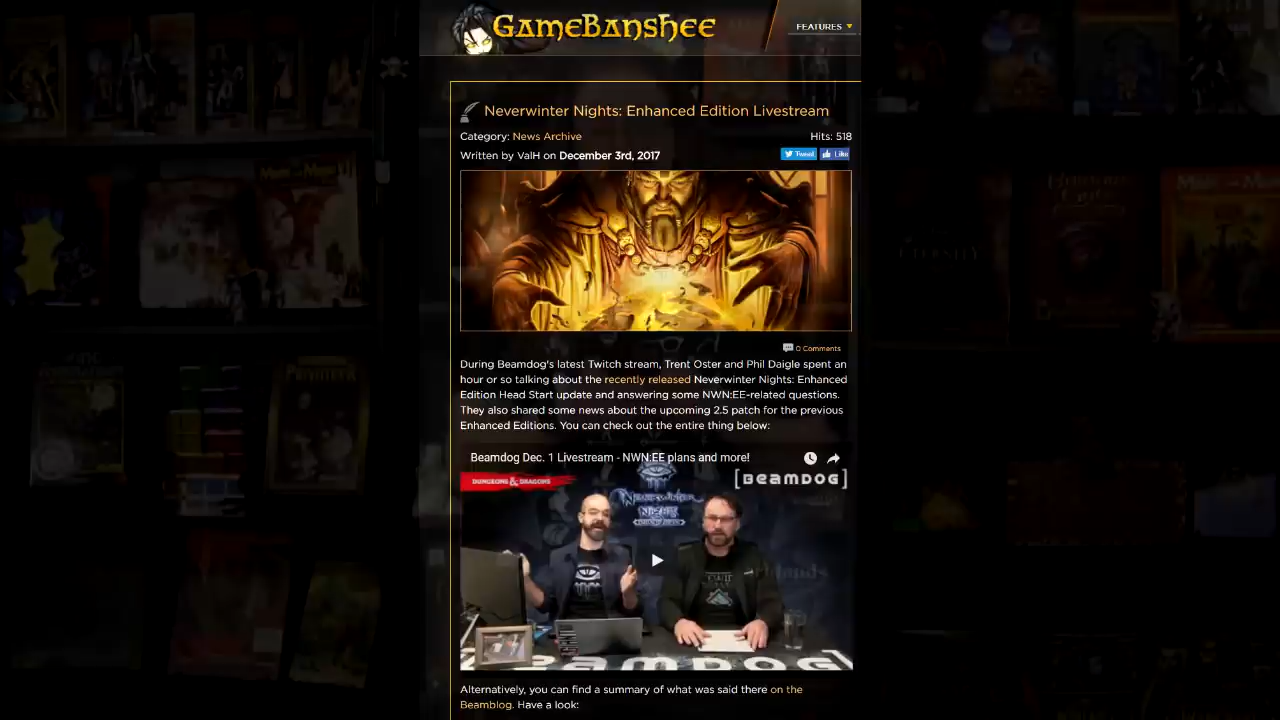 GameBanshee
FEATURES
Neverwinter Nights: Enhanced Edition Livestream
Category: News Archive
Hits: 518
Written by ValH on December 3rd, 2017
Tweet
Like
0 Comments
During Beamdog's latest Twitch stream, Trent Oster and Phil Daigle spent an
hour or so talking about the recently released Neverwinter Nights: Enhanced
Edition Head Start update and answering some NWN:EE-related questions.
They also shared some news about the upcoming 2.5 patch for the previous
Enhanced Editions. You can check out the entire thing below:
Beamdog Dec. 1 Livestream - NWN:EE plans and more!
DUNGEONS & DRAGONS
[BEAMDOG]
NEVERWINTER
NIGHTS
BEAMDOG]
Alternatively, you can find a summary of what was said there on the
Beamblog. Have a look: